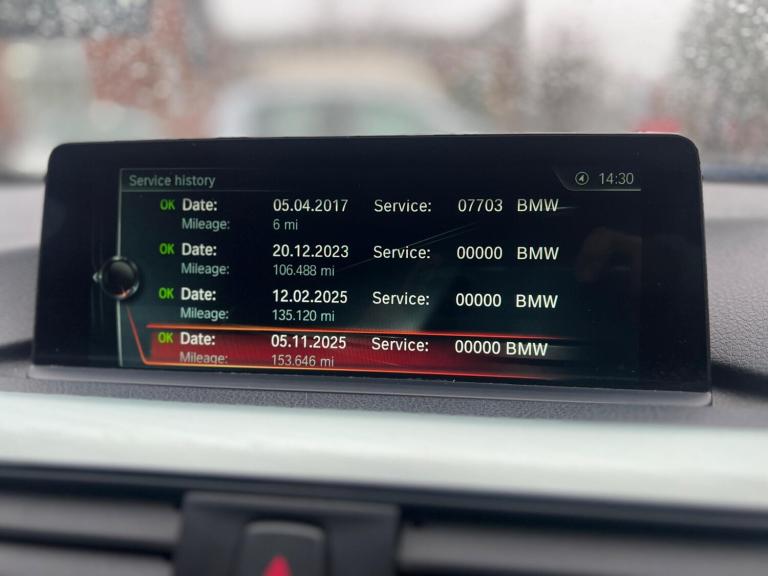 Service history 14:30
OK Date: 05.04.2017 Service: 07703 BMW
Mileage: 6 mi
OK Date: 20.12.2023 Service: 00000 BMW
Mileage: 106.488 mi
OK Date: 12.02.2025 Service: 00000 BMW
Mileage: 135.120 mi
OK Date: 05.11.2025 Service: 00000 BMW
Mileage: 153.646 mi